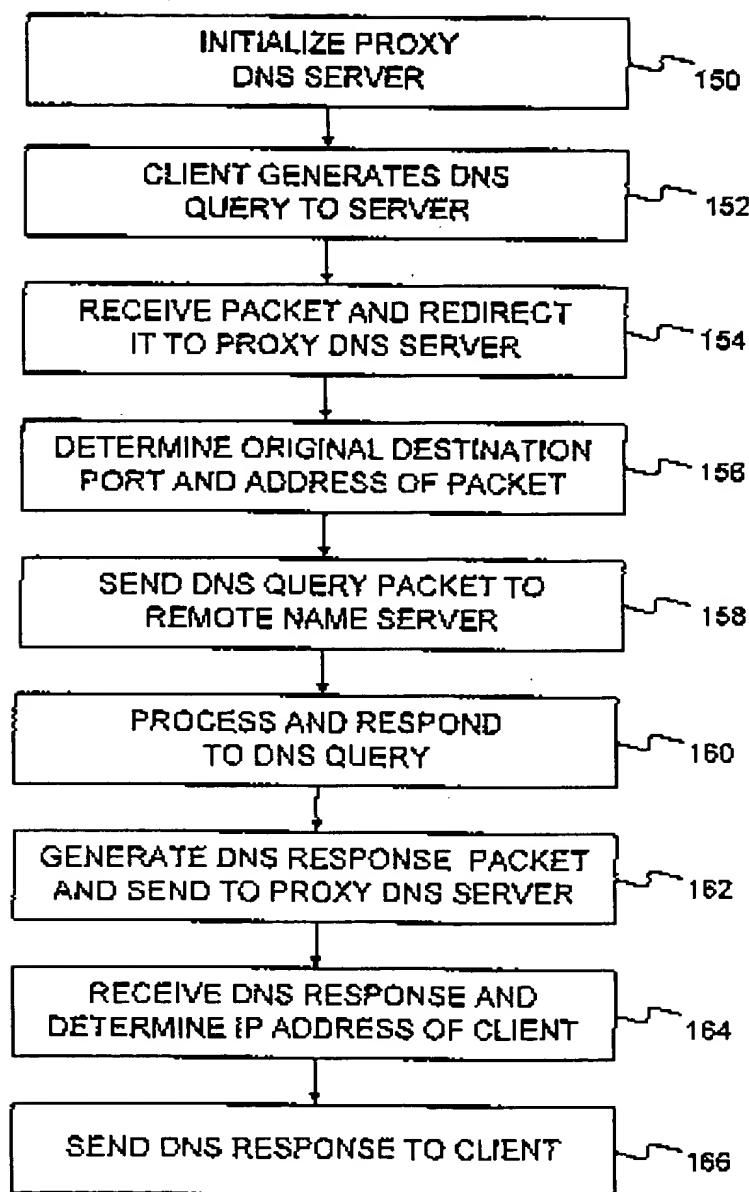 INITIALIZE PROXY
DNS SERVER
150
CLIENT GENERATES DNS
QUERY TO SERVER
152
RECEIVE PACKET AND REDIRECT
IT TO PROXY DNS SERVER
154
DETERMINE ORIGINAL DESTINATION
PORT AND ADDRESS OF PACKET
156
SEND DNS QUERY PACKET TO
REMOTE NAME SERVER
158
PROCESS AND RESPOND
TO DNS QUERY
160
GENERATE DNS RESPONSE PACKET
AND SEND TO PROXY DNS SERVER
162
RECEIVE DNS RESPONSE AND
DETERMINE IP ADDRESS OF CLIENT
164
SEND DNS RESPONSE TO CLIENT
166